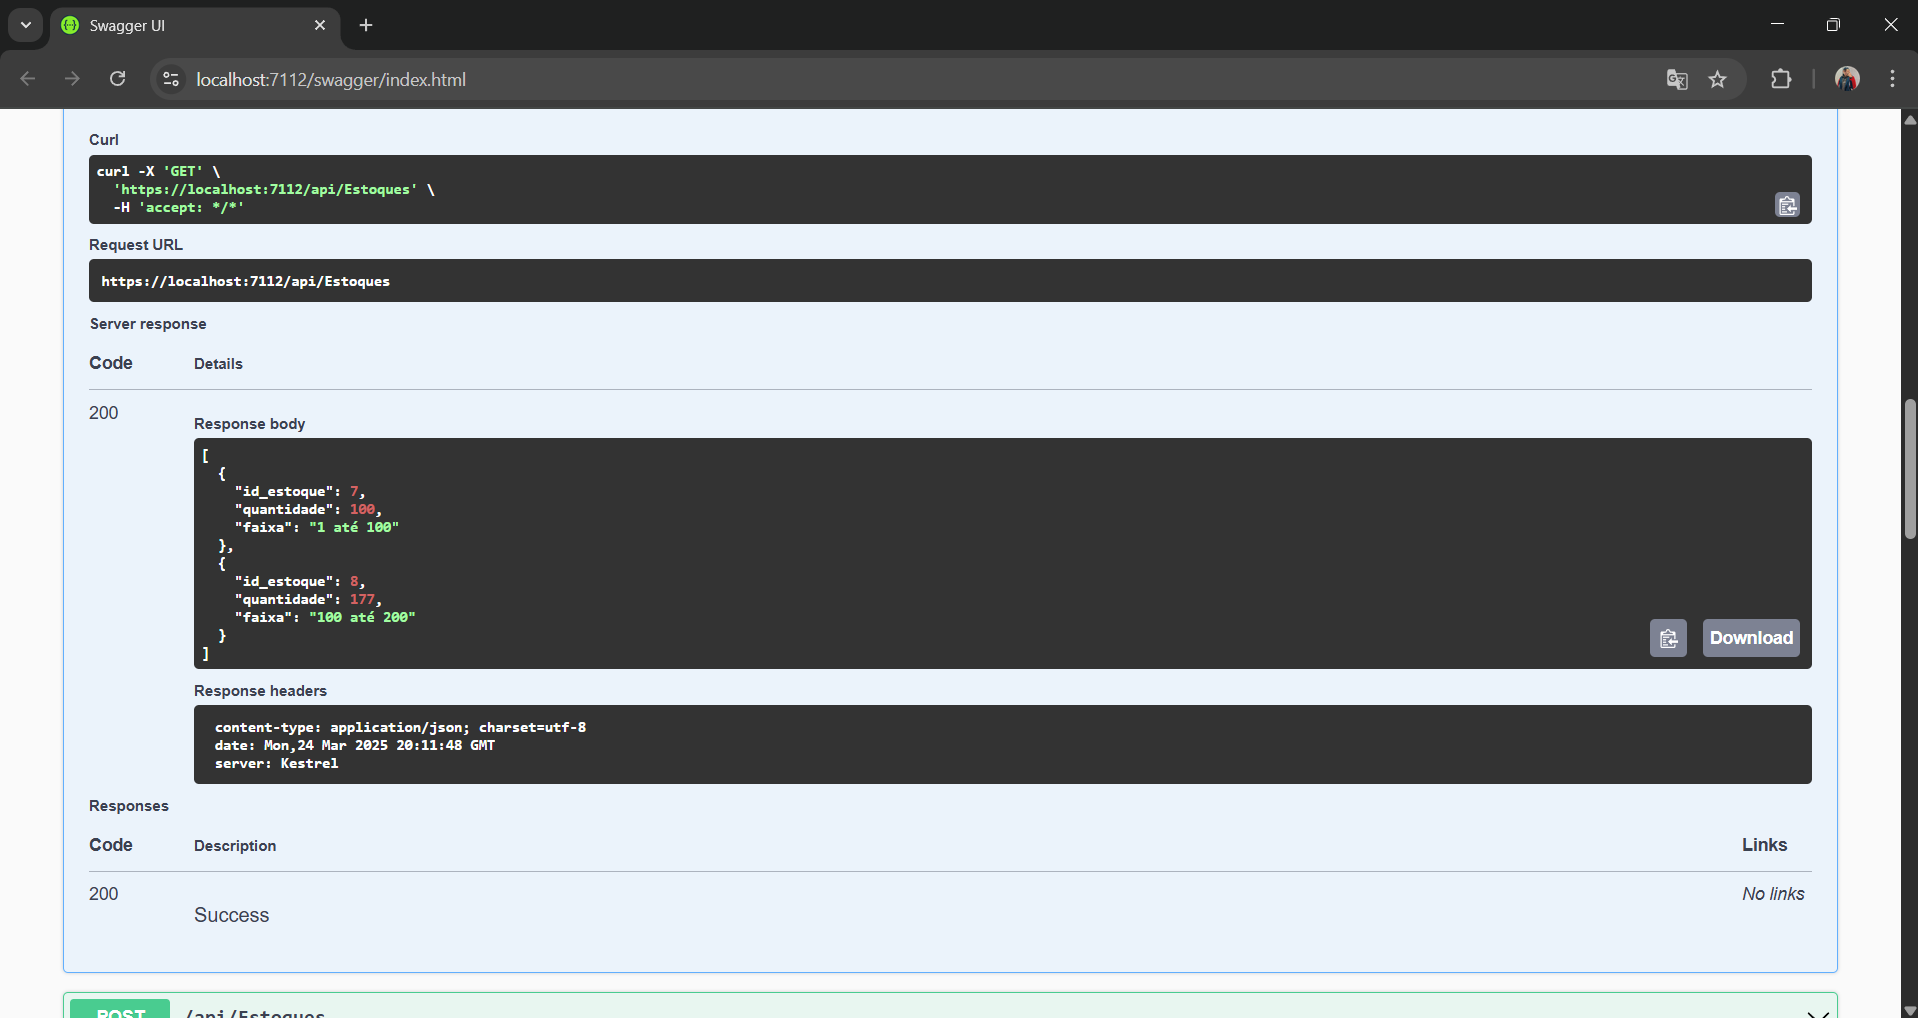 Swagger UI
localhost:7112/swagger/index.html
Curl
curl -X 'GET' \
'https://localhost:7112/api/Estoques' \
-H 'accept: */*'
Request URL
https://localhost:7112/api/Estoques
Server response
Code Details
200
Response body
[
{
"id_estoque": 7,
"quantidade": 100,
"faixa": "1 até 100"
},
{
"id_estoque": 8,
"quantidade": 177,
"faixa": "100 até 200"
}
]
Download
Response headers
content-type: application/json; charset=utf-8
date: Mon,24 Mar 2025 20:11:48 GMT
server: Kestrel
Responses
Code Description Links
200 No links
Success
POST /api/Estoques